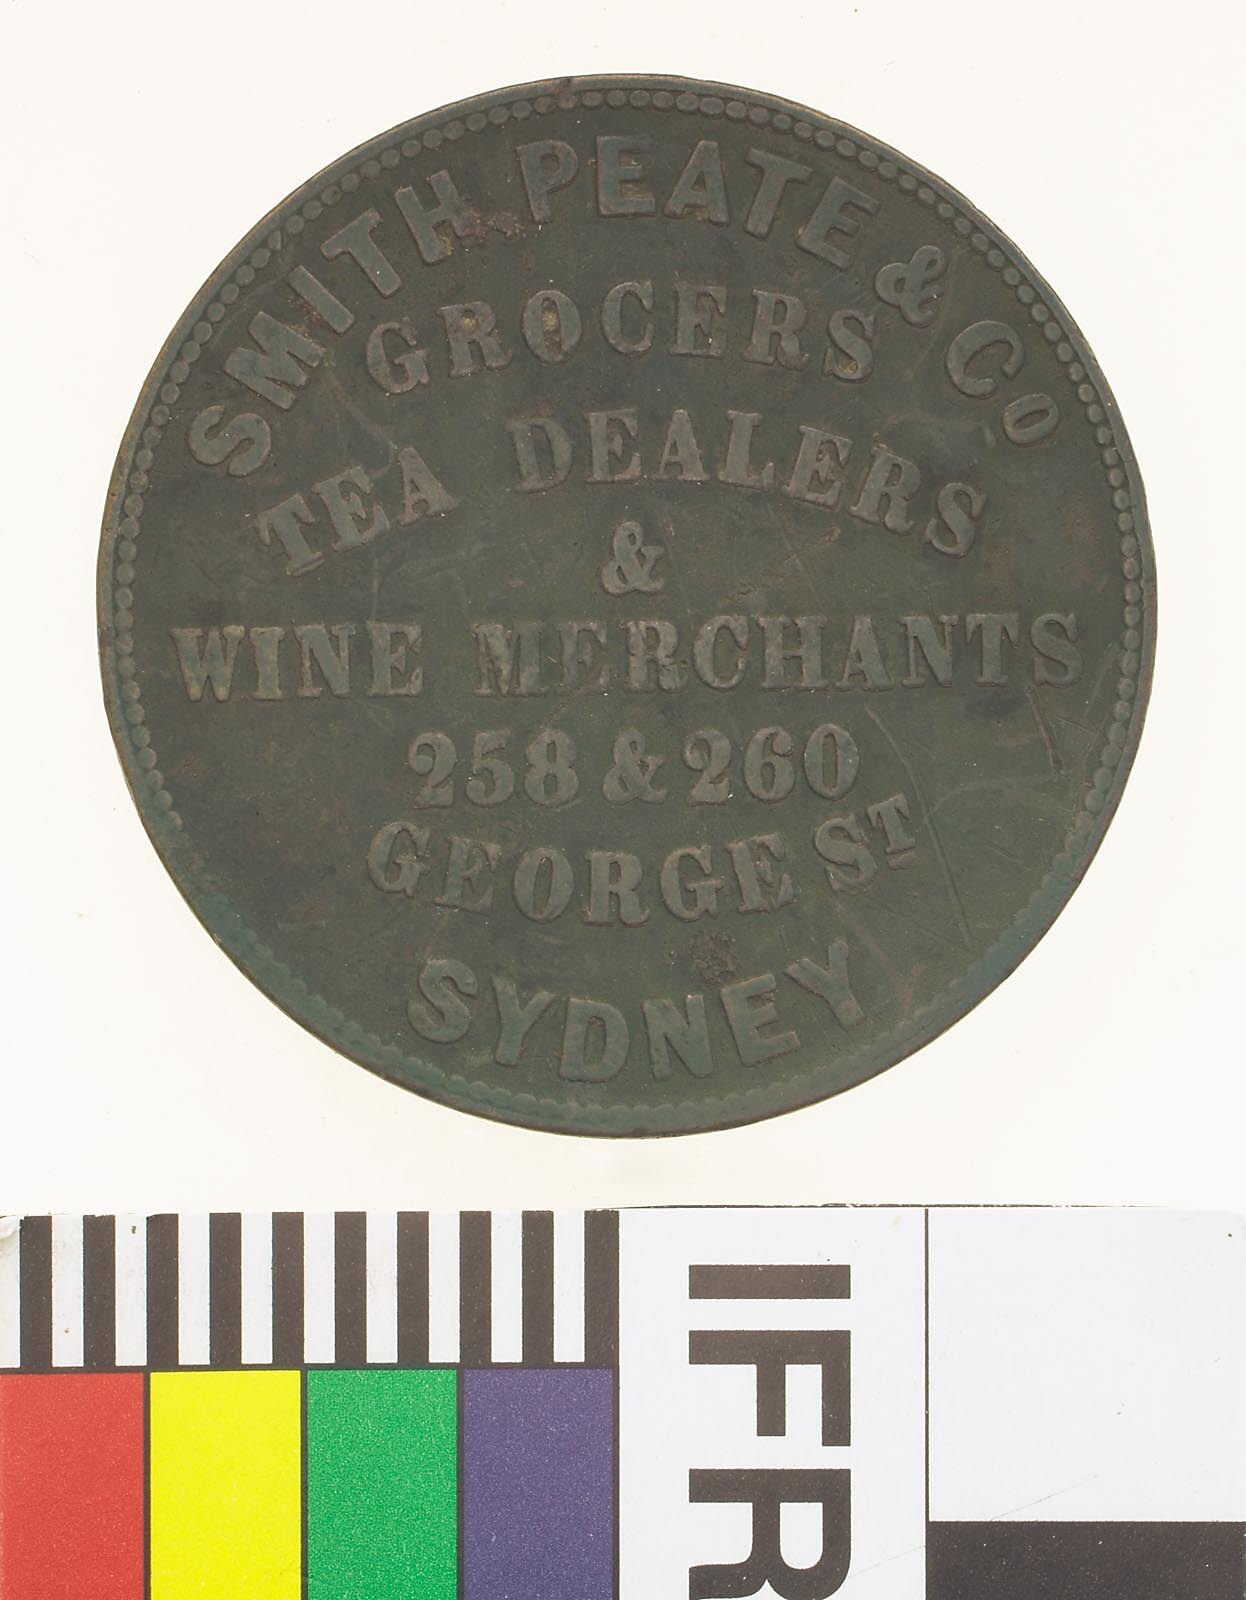 SMITH PEATE & Co
GROCERS
TEA DEALERS
&
WINE MERCHANTS
258 & 260
GEORGE ST
SYDNEY
IFR